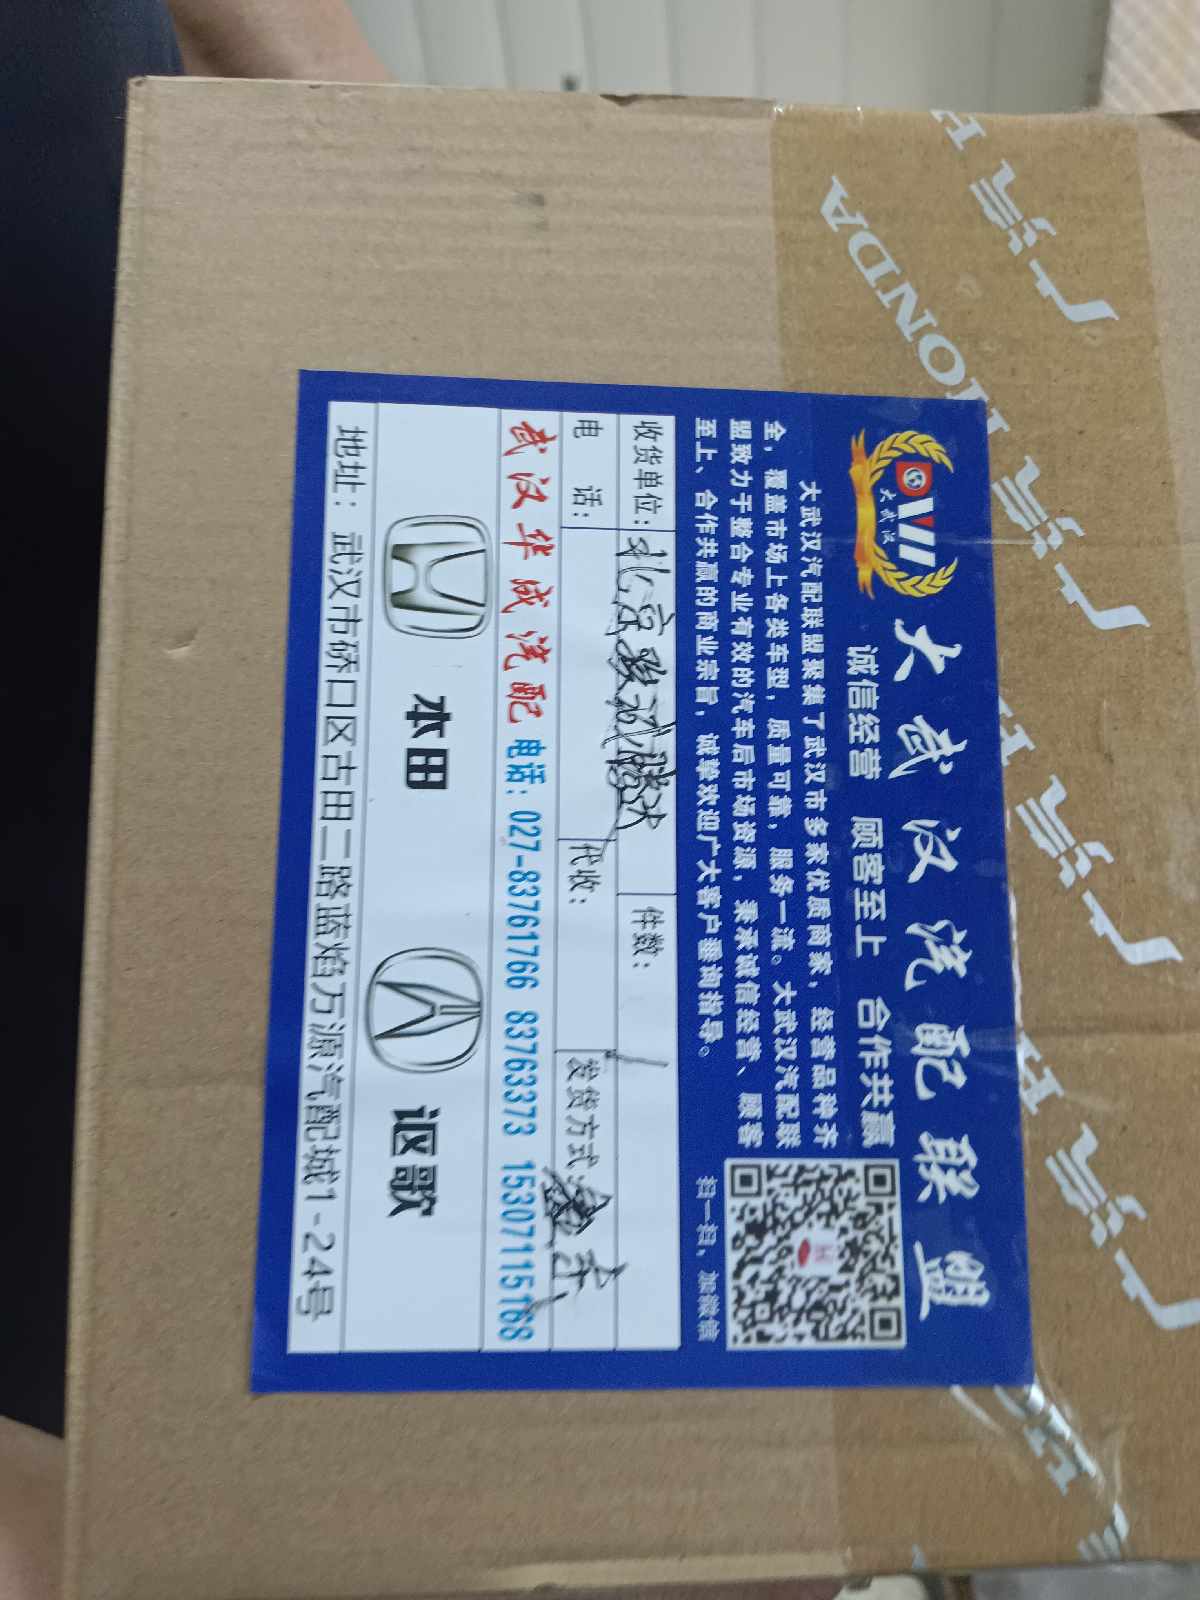 大武汉汽配联盟
大武汉
诚信经营 顾客至上 合作共赢
大武汉汽配联盟聚集了武汉市多家优质商家，经营品种齐
全，覆盖市场上各类车型，质量可靠，服务一流。大武汉汽配联
盟致力于整合专业有效的汽车后市场资源，秉承诚信经营、顾客
至上、合作共赢的商业宗旨，诚挚欢迎广大客户垂询指导。
扫一扫，加微信
收货单位：北京 诚 件数：1
电 话： 代收： 发货方式：
武汉华成汽配 电话：027-83761766 83763373 15307115168
本田 讴歌
地址：武汉市硚口区古田二路蓝焰万源汽配城1-24号
HONDA